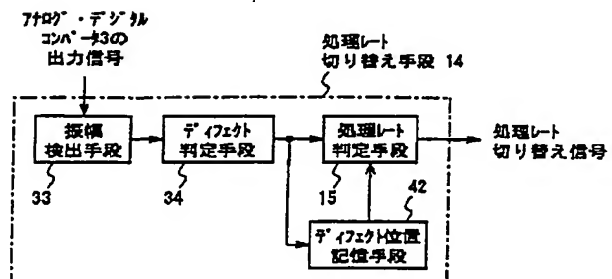 アナログ・デジタル
コンバータ3の
出力信号
処理レート
切り替え手段 14
振幅
検出手段
33
ディフェクト
判定手段
34
処理レート
判定手段
15
処理レート
切り替え信号
42
ディフェクト位置
記憶手段